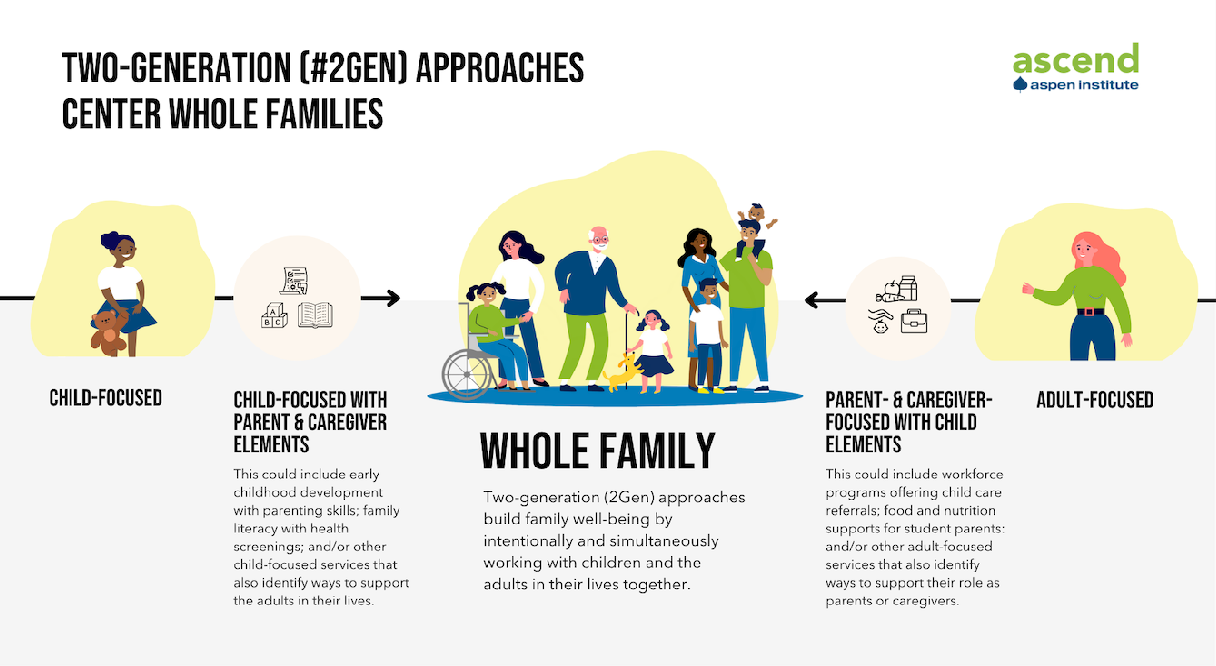 TWO-GENERATION (#2GEN) APPROACHES
CENTER WHOLE FAMILIES
ascend
aspen institute
A
B C
CHILD-FOCUSED
CHILD-FOCUSED WITH
PARENT & CAREGIVER
ELEMENTS
This could include early
childhood development
with parenting skills; family
literacy with health
screenings; and/or other
child-focused services that
also identify ways to support
the adults in their lives.
WHOLE FAMILY
Two-generation (2Gen) approaches
build family well-being by
intentionally and simultaneously
working with children and the
adults in their lives together.
PARENT- & CAREGIVER-
FOCUSED WITH CHILD
ELEMENTS
This could include workforce
programs offering child care
referrals; food and nutrition
supports for student parents;
and/or other adult-focused
services that also identify
ways to support their role as
parents or caregivers.
ADULT-FOCUSED